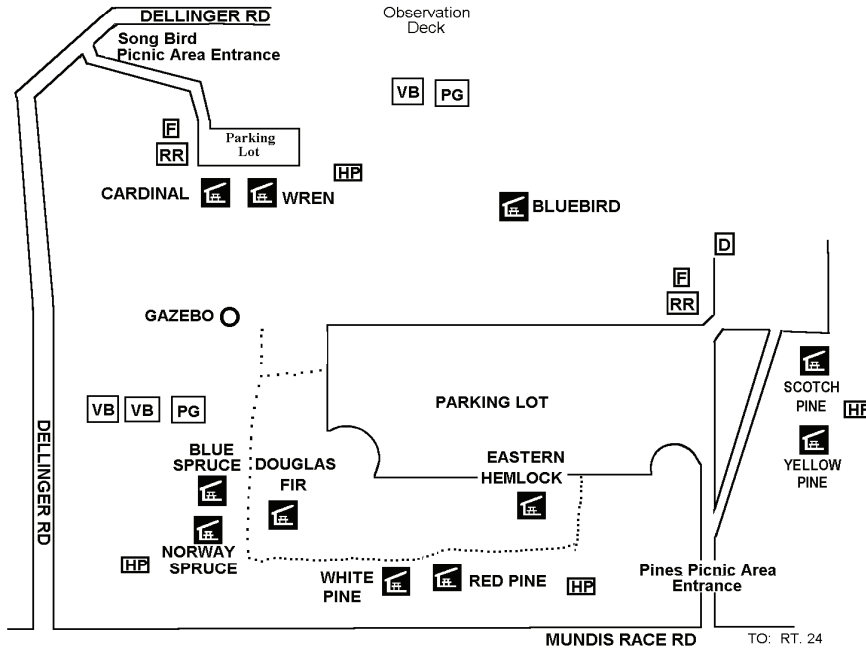 DELLINGER RD
Observation
Deck
Song Bird
Picnic Area Entrance
VB
PG
F
RR
Parking
Lot
HP
CARDINAL
WREN
BLUEBIRD
D
F
RR
GAZEBO
SCOTCH
PINE
HP
PARKING LOT
VB
VB
PG
DELLINGER RD
BLUE
SPRUCE
DOUGLAS
FIR
EASTERN
HEMLOCK
YELLOW
PINE
NORWAY
SPRUCE
HP
WHITE
PINE
RED PINE
HP
Pines Picnic Area
Entrance
MUNDIS RACE RD
TO: RT. 24